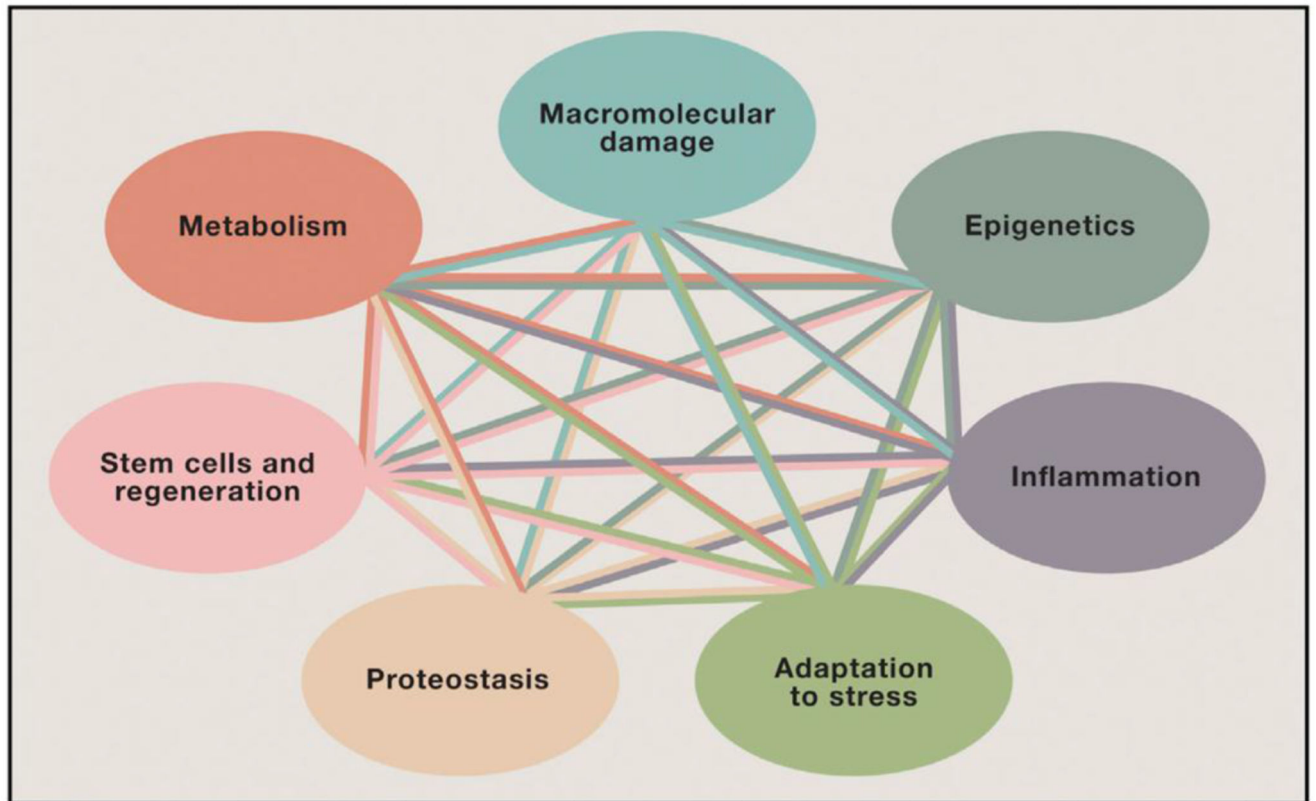 Macromolecular
damage
Metabolism
Epigenetics
Stem cells and
regeneration
Inflammation
Proteostasis
Adaptation
to stress